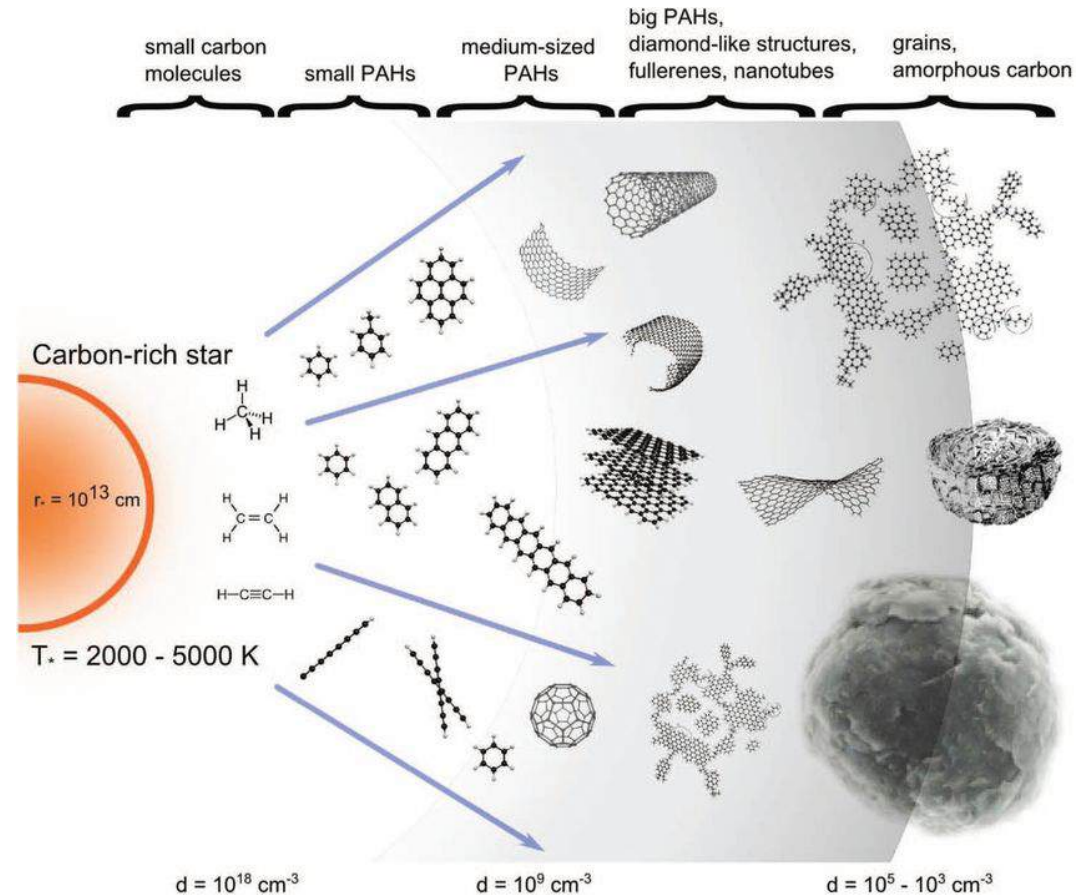 small carbon
molecules
small PAHs
medium-sized
PAHs
big PAHs,
diamond-like structures,
fullerenes, nanotubes
grains,
amorphous carbon
Carbon-rich star
r* = 10¹³ cm
T* = 2000 - 5000 K
H
C
H
H
H
H H
C=C
H H
H–C≡C–H
d = 10¹⁸ cm⁻³
d = 10⁹ cm⁻³
d = 10⁵ - 10³ cm⁻³